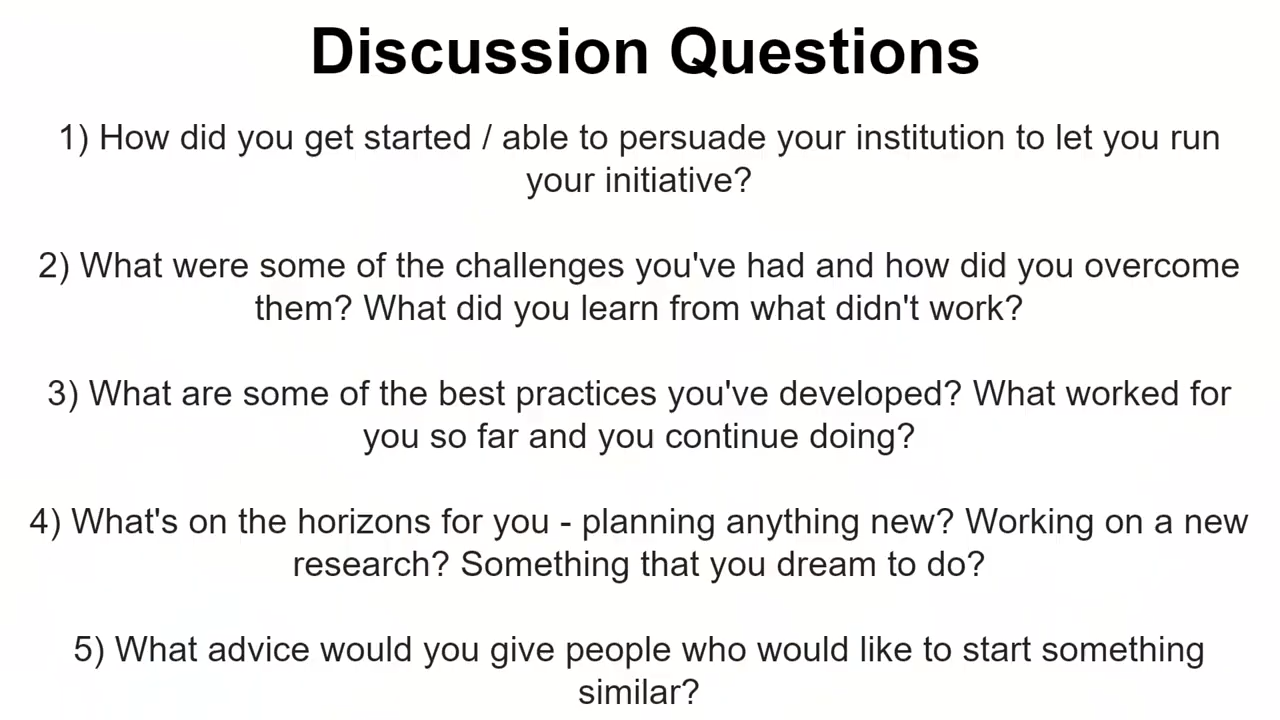 Discussion Questions
1) How did you get started / able to persuade your institution to let you run
your initiative?
2) What were some of the challenges you've had and how did you overcome
them? What did you learn from what didn't work?
3) What are some of the best practices you've developed? What worked for
you so far and you continue doing?
4) What's on the horizons for you - planning anything new? Working on a new
research? Something that you dream to do?
5) What advice would you give people who would like to start something
similar?